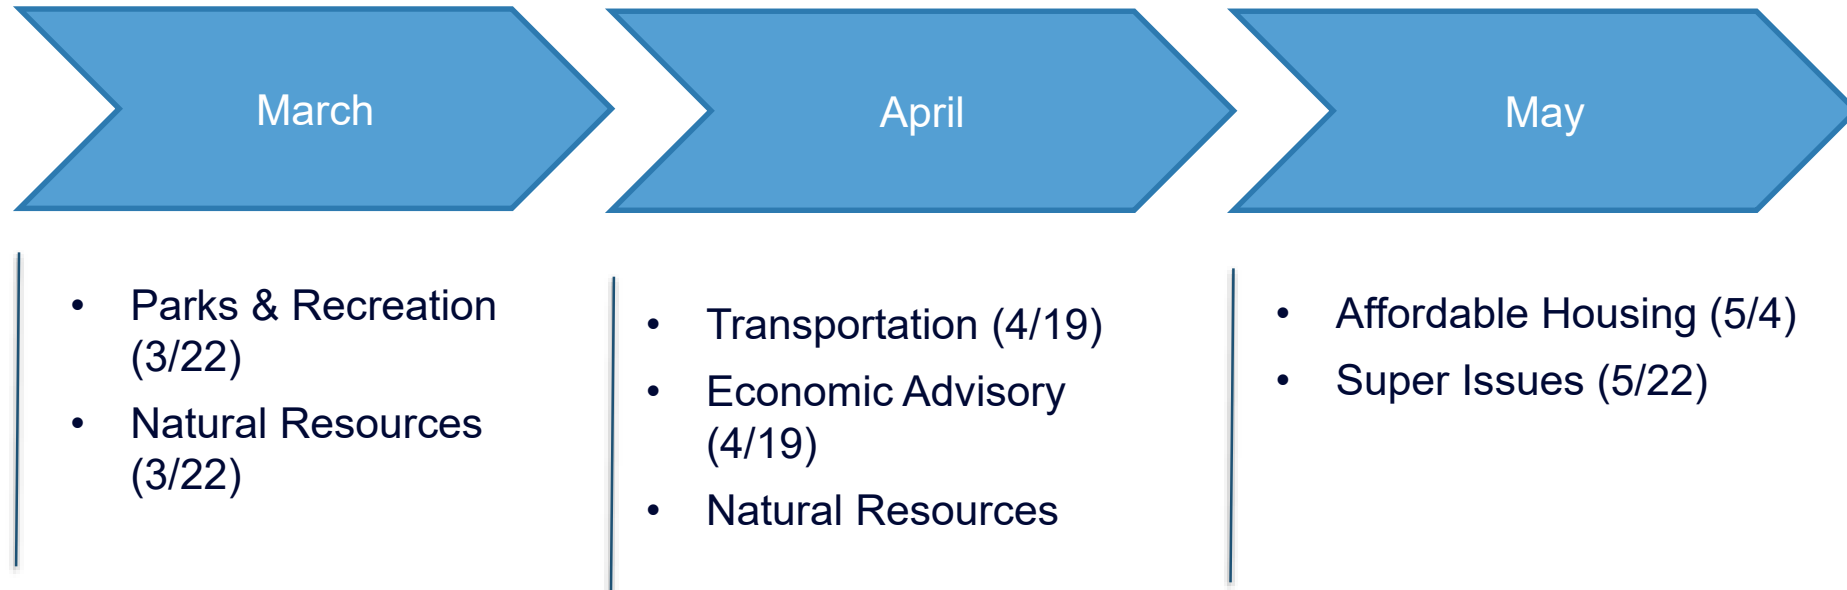 March
• Parks & Recreation
(3/22)
• Natural Resources
(3/22)
April
• Transportation (4/19)
• Economic Advisory
(4/19)
• Natural Resources
May
• Affordable Housing (5/4)
• Super Issues (5/22)